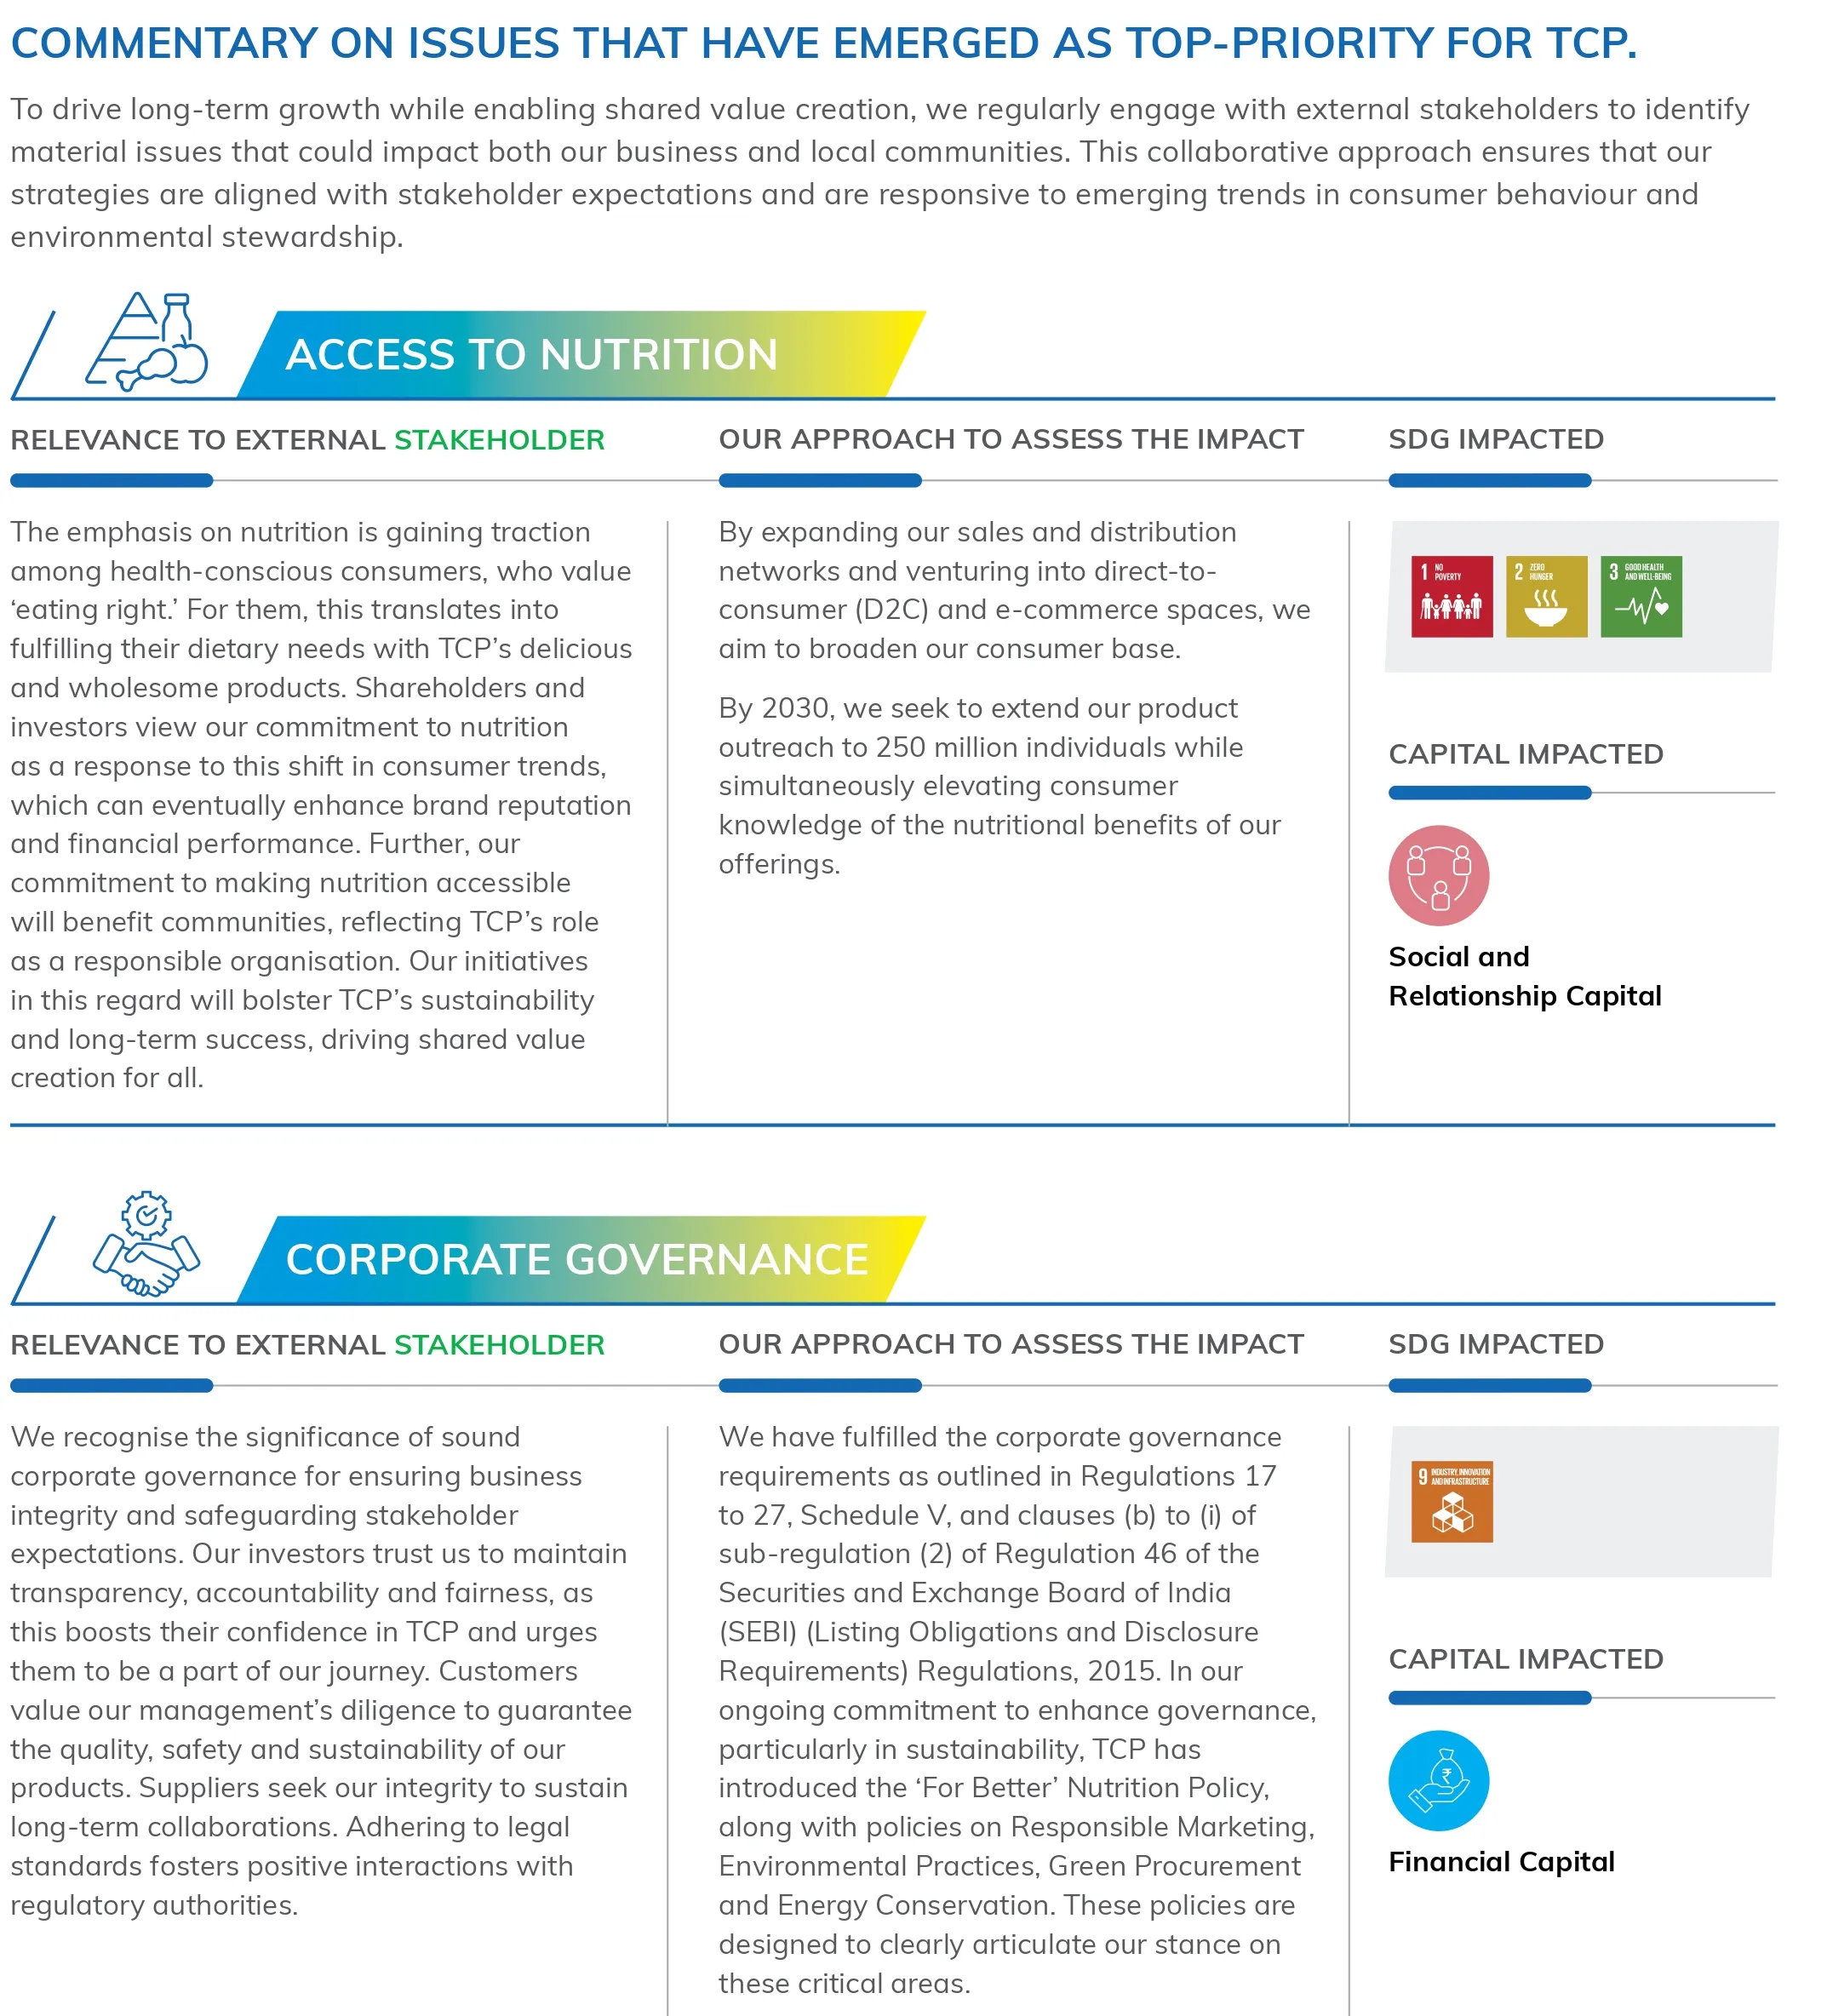 COMMENTARY ON ISSUES THAT HAVE EMERGED AS TOP-PRIORITY FOR TCP.
To drive long-term growth while enabling shared value creation, we regularly engage with external stakeholders to identify
material issues that could impact both our business and local communities. This collaborative approach ensures that our
strategies are aligned with stakeholder expectations and are responsive to emerging trends in consumer behaviour and
environmental stewardship.
ACCESS TO NUTRITION
RELEVANCE TO EXTERNAL STAKEHOLDER
The emphasis on nutrition is gaining traction
among health-conscious consumers, who value
‘eating right.’ For them, this translates into
fulfilling their dietary needs with TCP’s delicious
and wholesome products. Shareholders and
investors view our commitment to nutrition
as a response to this shift in consumer trends,
which can eventually enhance brand reputation
and financial performance. Further, our
commitment to making nutrition accessible
will benefit communities, reflecting TCP’s role
as a responsible organisation. Our initiatives
in this regard will bolster TCP’s sustainability
and long-term success, driving shared value
creation for all.
OUR APPROACH TO ASSESS THE IMPACT
By expanding our sales and distribution
networks and venturing into direct-to-
consumer (D2C) and e-commerce spaces, we
aim to broaden our consumer base.
By 2030, we seek to extend our product
outreach to 250 million individuals while
simultaneously elevating consumer
knowledge of the nutritional benefits of our
offerings.
SDG IMPACTED
1 NO
POVERTY
2 ZERO
HUNGER
3 GOOD HEALTH
AND WELL-BEING
CAPITAL IMPACTED
Social and
Relationship Capital
CORPORATE GOVERNANCE
RELEVANCE TO EXTERNAL STAKEHOLDER
We recognise the significance of sound
corporate governance for ensuring business
integrity and safeguarding stakeholder
expectations. Our investors trust us to maintain
transparency, accountability and fairness, as
this boosts their confidence in TCP and urges
them to be a part of our journey. Customers
value our management’s diligence to guarantee
the quality, safety and sustainability of our
products. Suppliers seek our integrity to sustain
long-term collaborations. Adhering to legal
standards fosters positive interactions with
regulatory authorities.
OUR APPROACH TO ASSESS THE IMPACT
We have fulfilled the corporate governance
requirements as outlined in Regulations 17
to 27, Schedule V, and clauses (b) to (i) of
sub-regulation (2) of Regulation 46 of the
Securities and Exchange Board of India
(SEBI) (Listing Obligations and Disclosure
Requirements) Regulations, 2015. In our
ongoing commitment to enhance governance,
particularly in sustainability, TCP has
introduced the ‘For Better’ Nutrition Policy,
along with policies on Responsible Marketing,
Environmental Practices, Green Procurement
and Energy Conservation. These policies are
designed to clearly articulate our stance on
these critical areas.
SDG IMPACTED
9 INDUSTRY, INNOVATION
AND INFRASTRUCTURE
CAPITAL IMPACTED
₹
Financial Capital